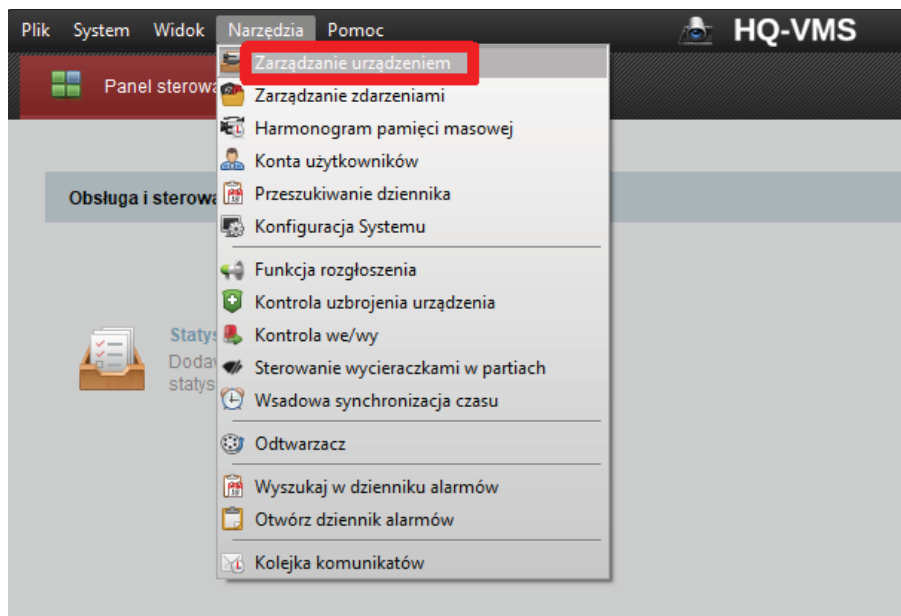 Plik System Widok Narzędzia Pomoc HQ-VMS
Panel sterowa
Zarządzanie urządzeniem
Zarządzanie zdarzeniami
Harmonogram pamięci masowej
Konta użytkowników
Przeszukiwanie dziennika
Konfiguracja Systemu
Funkcja rozgłoszenia
Kontrola uzbrojenia urządzenia
Kontrola we/wy
Sterowanie wycieraczkami w partiach
Wsadowa synchronizacja czasu
Odtwarzacz
Wyszukaj w dzienniku alarmów
Otwórz dziennik alarmów
Kolejka komunikatów
Obsługa i sterowa
Statys
Dodaw
statys